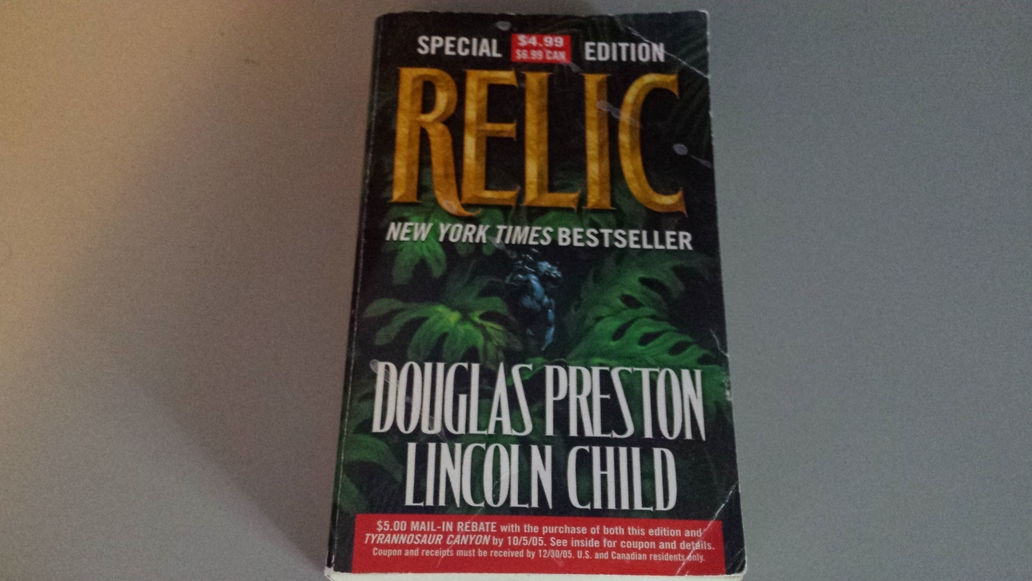 SPECIAL $4.99 EDITION
$6.99 CAN
RELIC
NEW YORK TIMES BESTSELLER
DOUGLAS PRESTON
LINCOLN CHILD
$5.00 MAIL-IN REBATE with the purchase of both this edition and
TYRANNOSAUR CANYON by 10/5/05. See inside for coupon and details.
Coupon and receipts must be received by 12/30/05. U.S. and Canadian residents only.